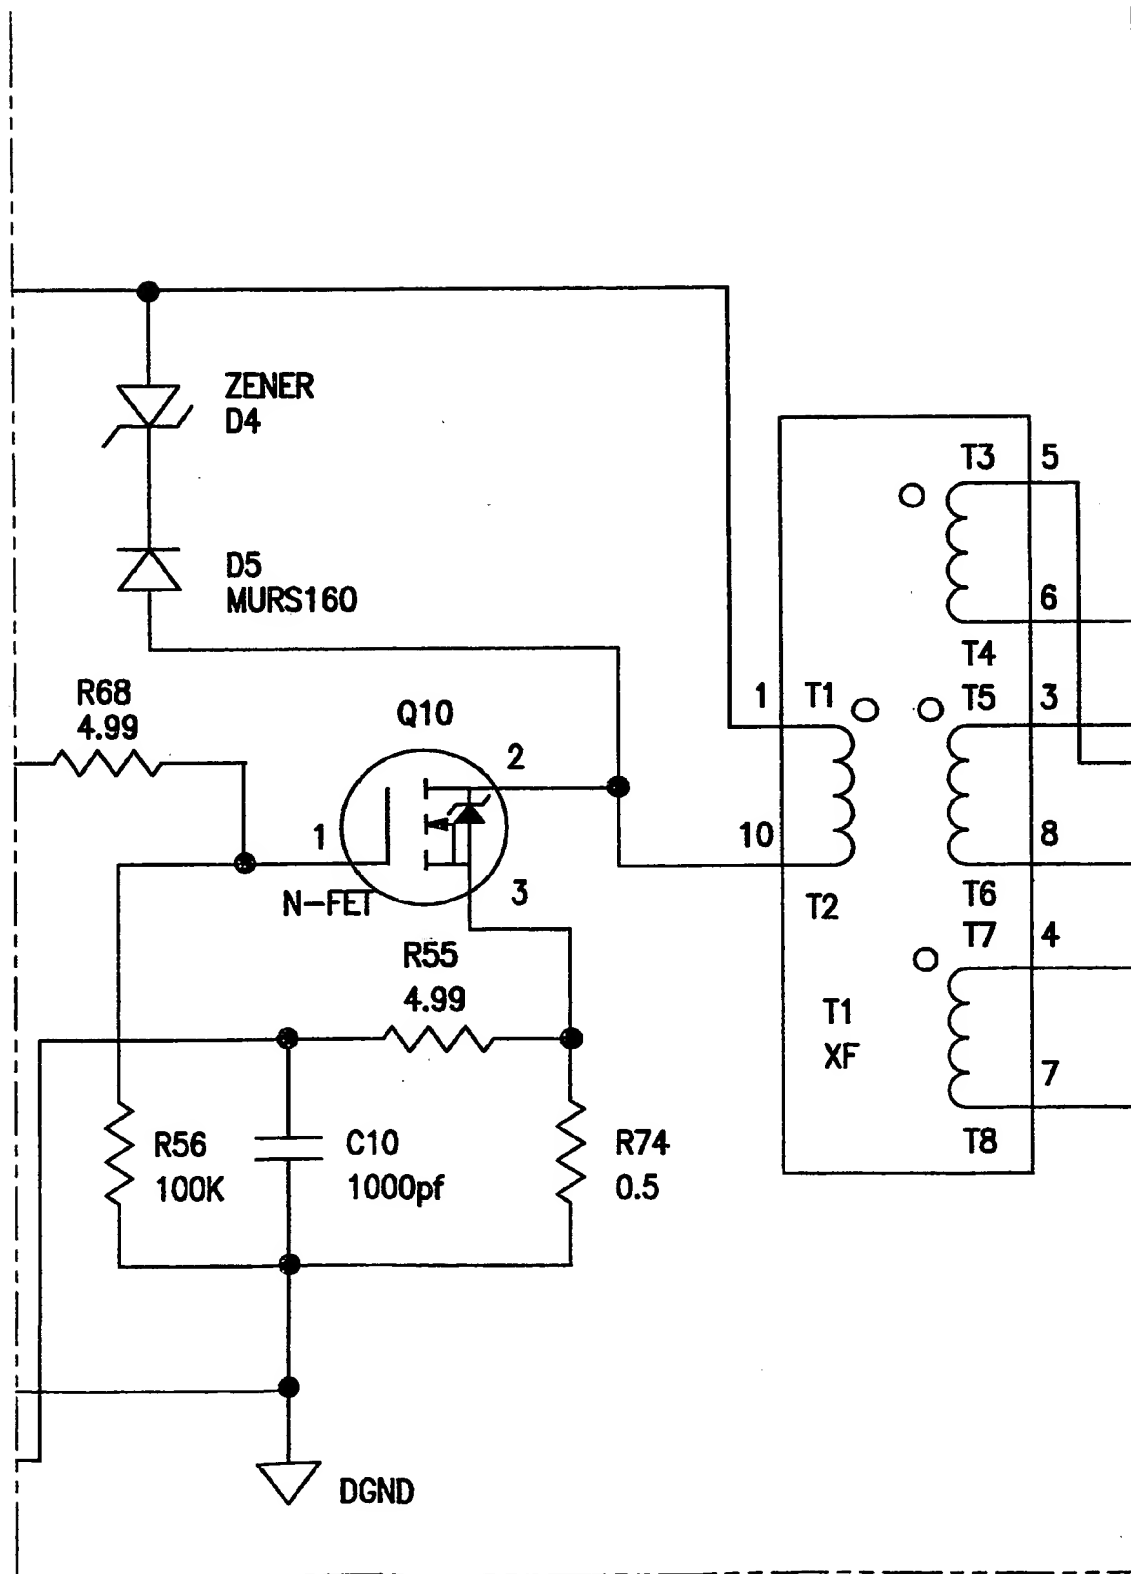 ZENER
D4
D5
MURS160
R68
4.99
Q10
2
1
3
N-FET
R55
4.99
R56
100K
C10
1000pf
R74
0.5
DGND
1
10
T1
T2
T1
XF
T3
5
6
T4
T5
3
8
T6
T7
4
7
T8